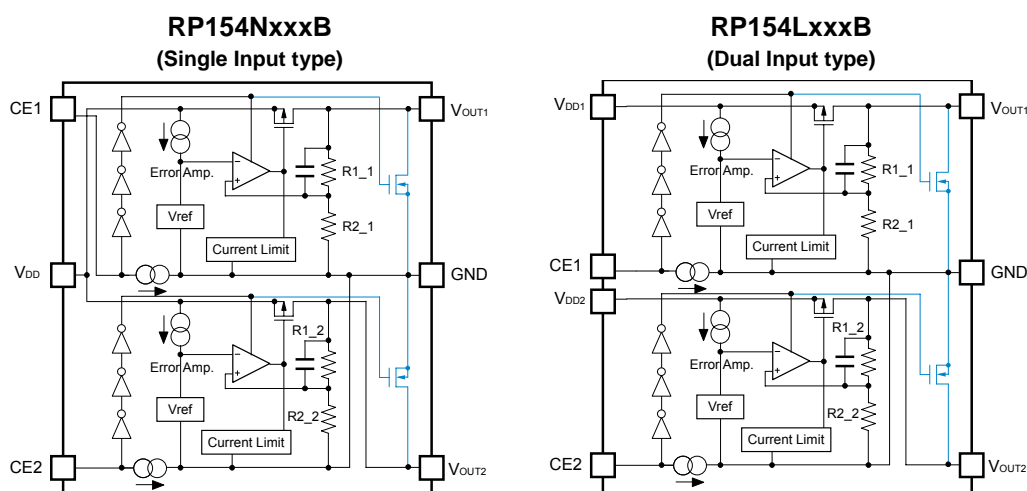 RP154NxxxB
(Single Input type)
CE1
VOUT1
Error Amp.
R1_1
Vref
R2_1
Current Limit
VDD
GND
R1_2
Error Amp.
Vref
R2_2
Current Limit
CE2
VOUT2
RP154LxxxB
(Dual Input type)
VDD1
VOUT1
Error Amp.
R1_1
Vref
R2_1
Current Limit
CE1
GND
VDD2
R1_2
Error Amp.
Vref
R2_2
Current Limit
CE2
VOUT2